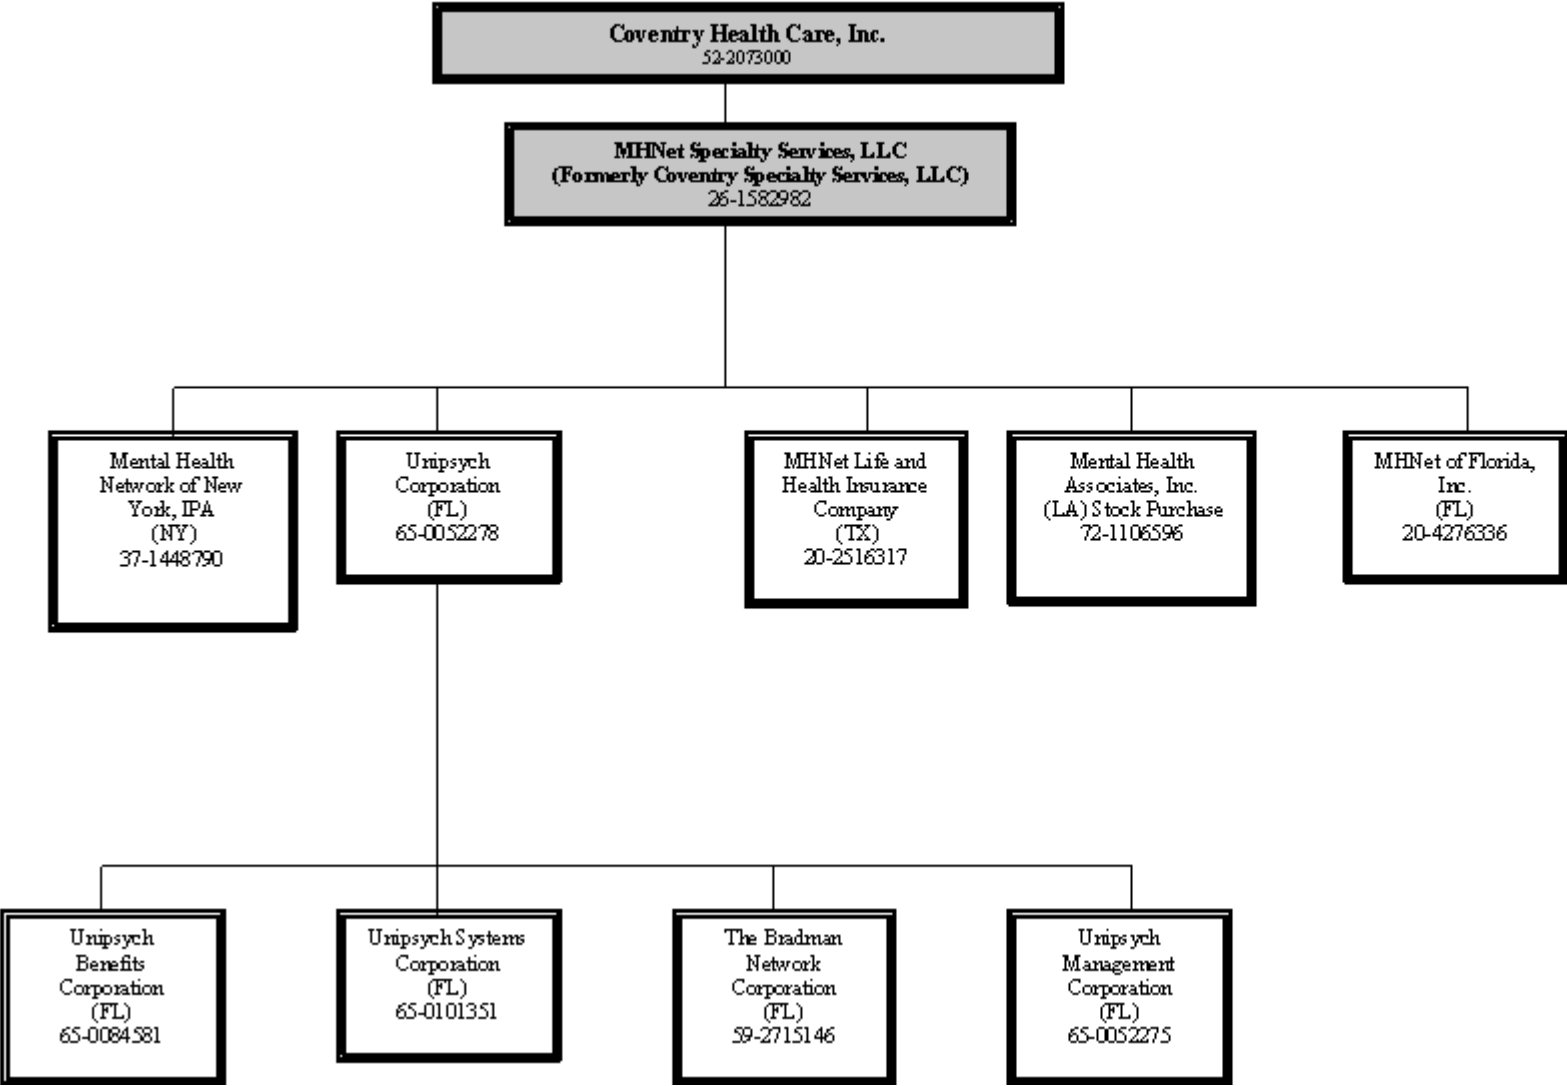 Coventry Health Care, Inc.
52-2073000
MHNet Specialty Services, LLC
(Formerly Coventry Specialty Services, LLC)
26-1582982
Mental Health
Network of New
York, IPA
(NY)
37-1448790
Unipsych
Corporation
(FL)
65-0052278
MHNet Life and
Health Insurance
Company
(TX)
20-2516317
Mental Health
Associates, Inc.
(LA) Stock Purchase
72-1106596
MHNet of Florida,
Inc.
(FL)
20-4276336
Unipsych
Benefits
Corporation
(FL)
65-0084581
Unipsych Systems
Corporation
(FL)
65-0101351
The Bradman
Network
Corporation
(FL)
59-2715146
Unipsych
Management
Corporation
(FL)
65-0052275